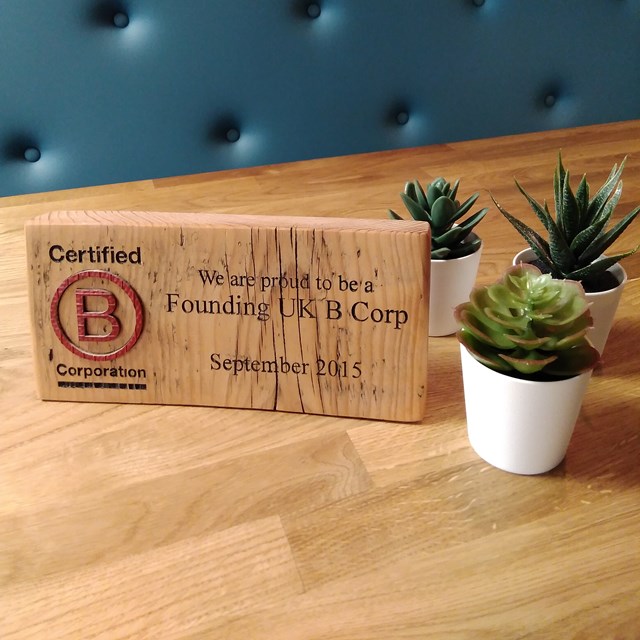 Certified
B
Corporation
We are proud to be a
Founding UK B Corp
September 2015